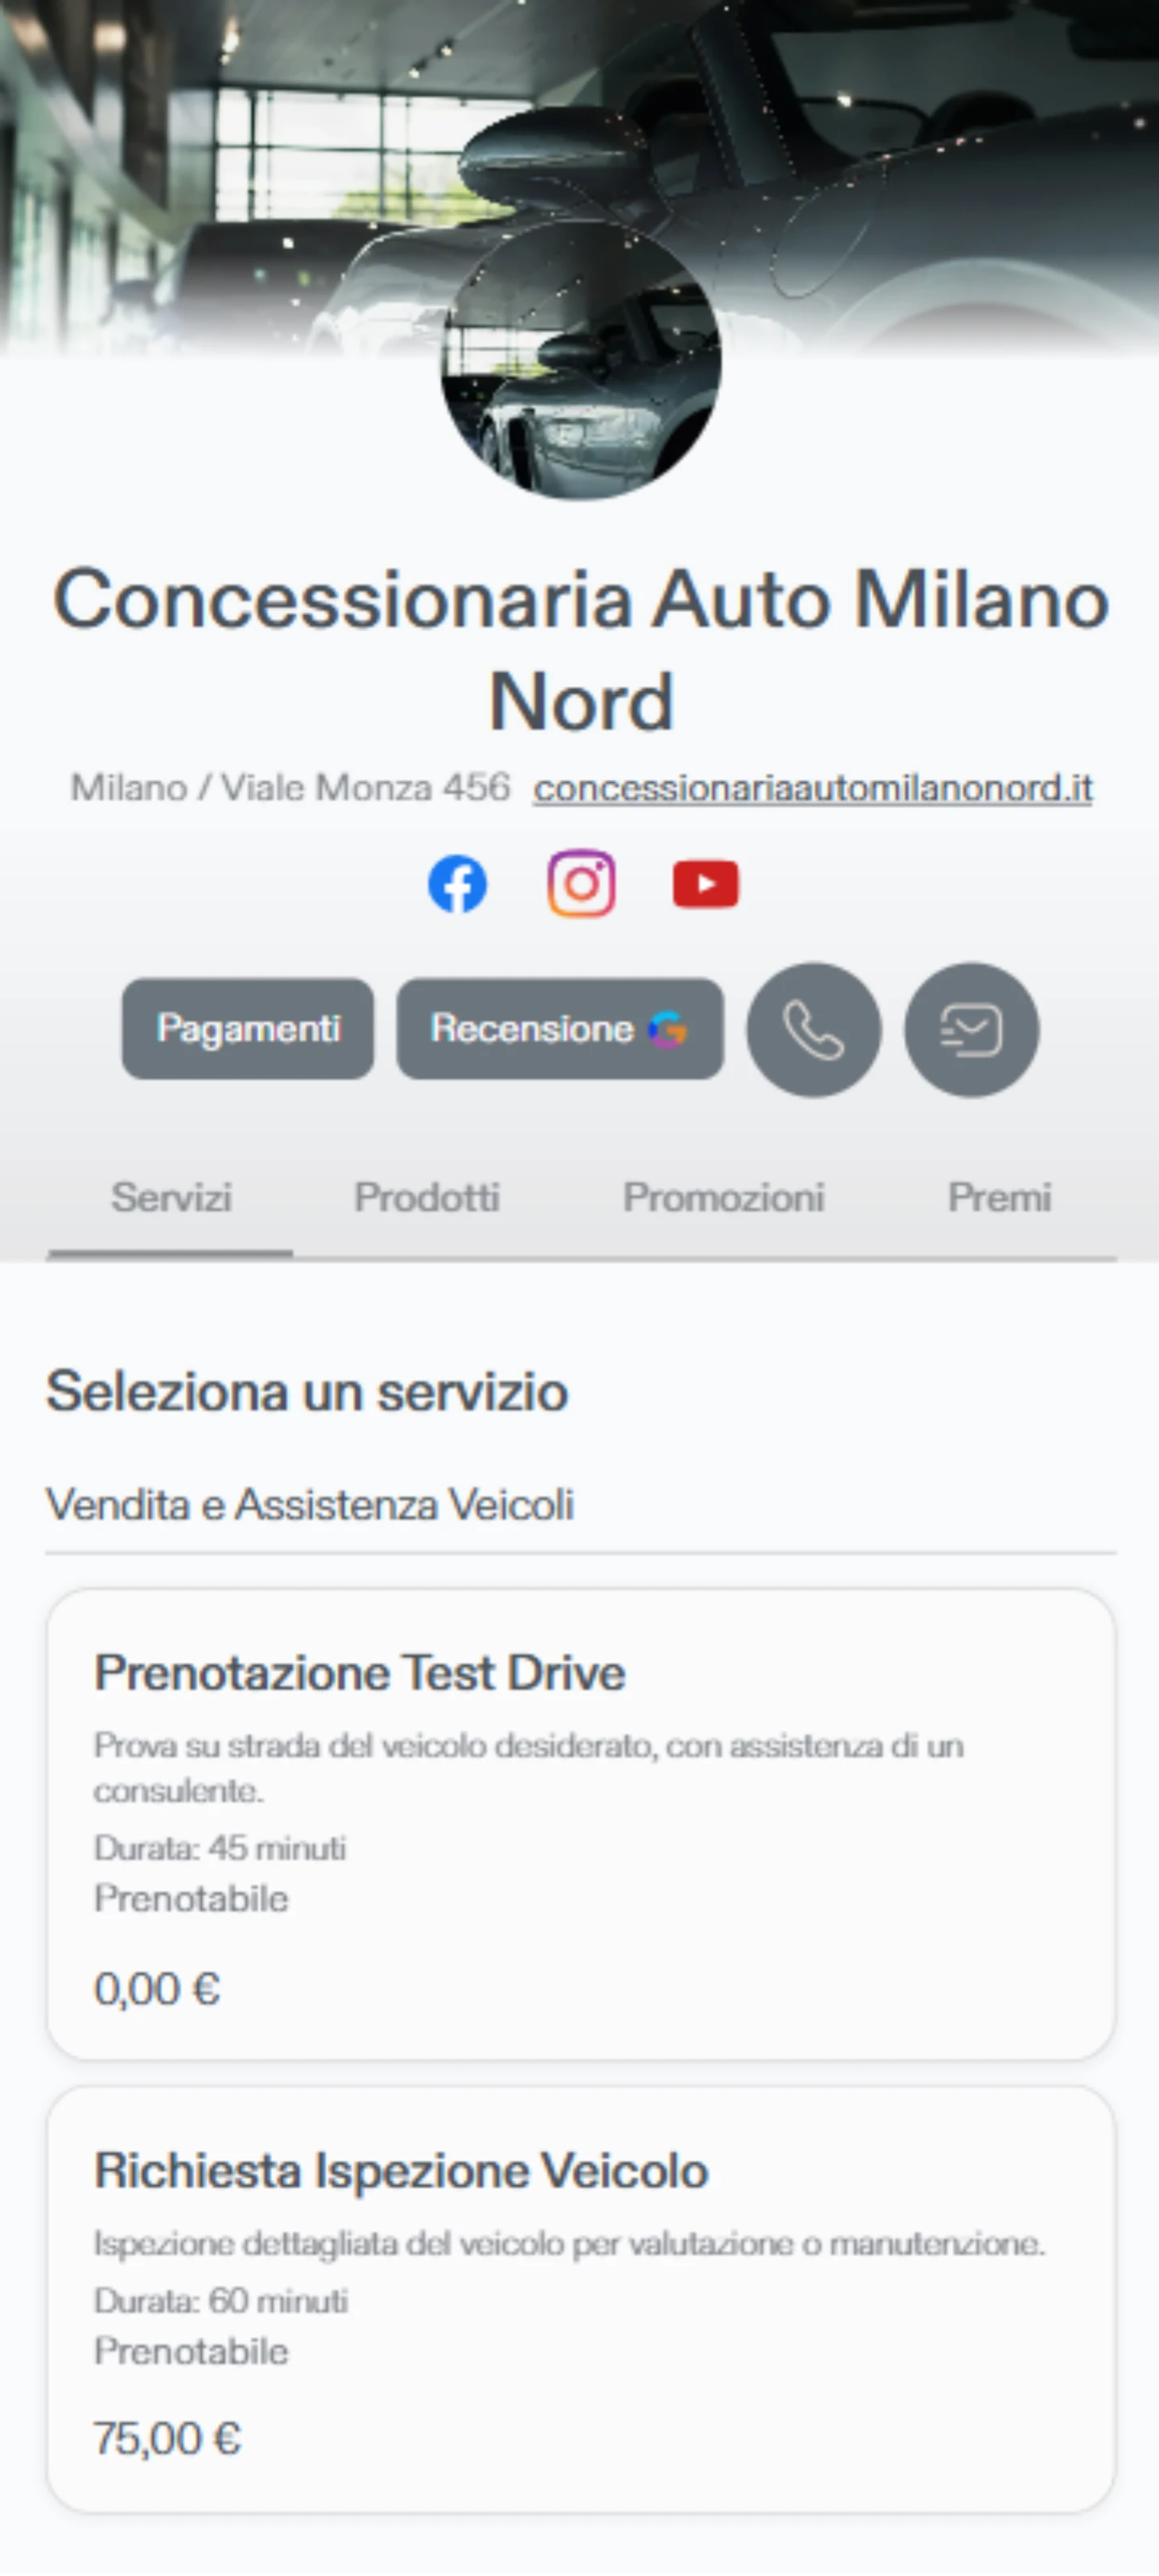 Concessionaria Auto Milano
Nord
Milano / Viale Monza 456 concessionariaautomilanonord.it
Pagamenti Recensione
Servizi Prodotti Promozioni Premi
Seleziona un servizio
Vendita e Assistenza Veicoli
Prenotazione Test Drive
Prova su strada del veicolo desiderato, con assistenza di un
consulente.
Durata: 45 minuti
Prenotabile
0,00 €
Richiesta Ispezione Veicolo
Ispezione dettagliata del veicolo per valutazione o manutenzione.
Durata: 60 minuti
Prenotabile
75,00 €